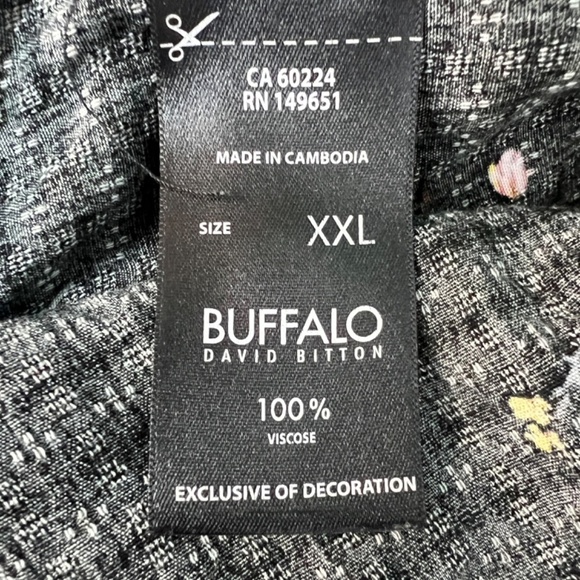 CA 60224
RN 149651
MADE IN CAMBODIA
SIZE XXL
BUFFALO
DAVID BITTON
100%
VISCOSE
EXCLUSIVE OF DECORATION